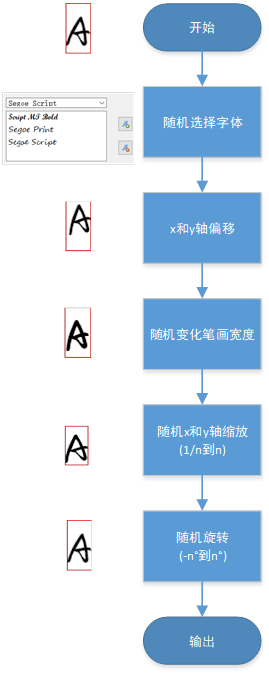 A
开始
Segoe Script
Script MT Bold
Segoe Print
Segoe Script
随机选择字体
A
x和y轴偏移
A
随机变化笔画宽度
A
随机x和y轴缩放
(1/n到n)
A
随机旋转
(-n°到n°)
输出